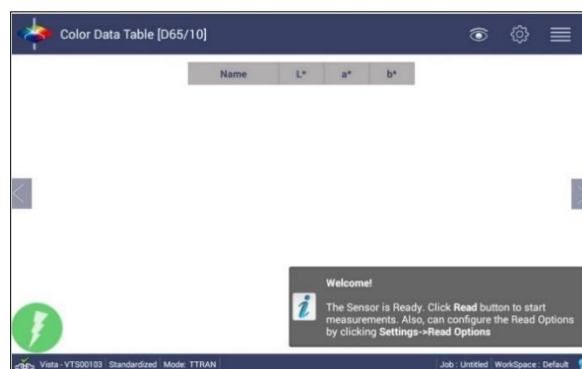 Color Data Table [D65/10]
Name L* a* b*
Welcome!
The Sensor is Ready. Click Read button to start
measurements. Also, can configure the Read Options
by clicking Settings->Read Options
Vista - VTS00103 Standardized Mode: TTRAN Job : Untitled WorkSpace : Default